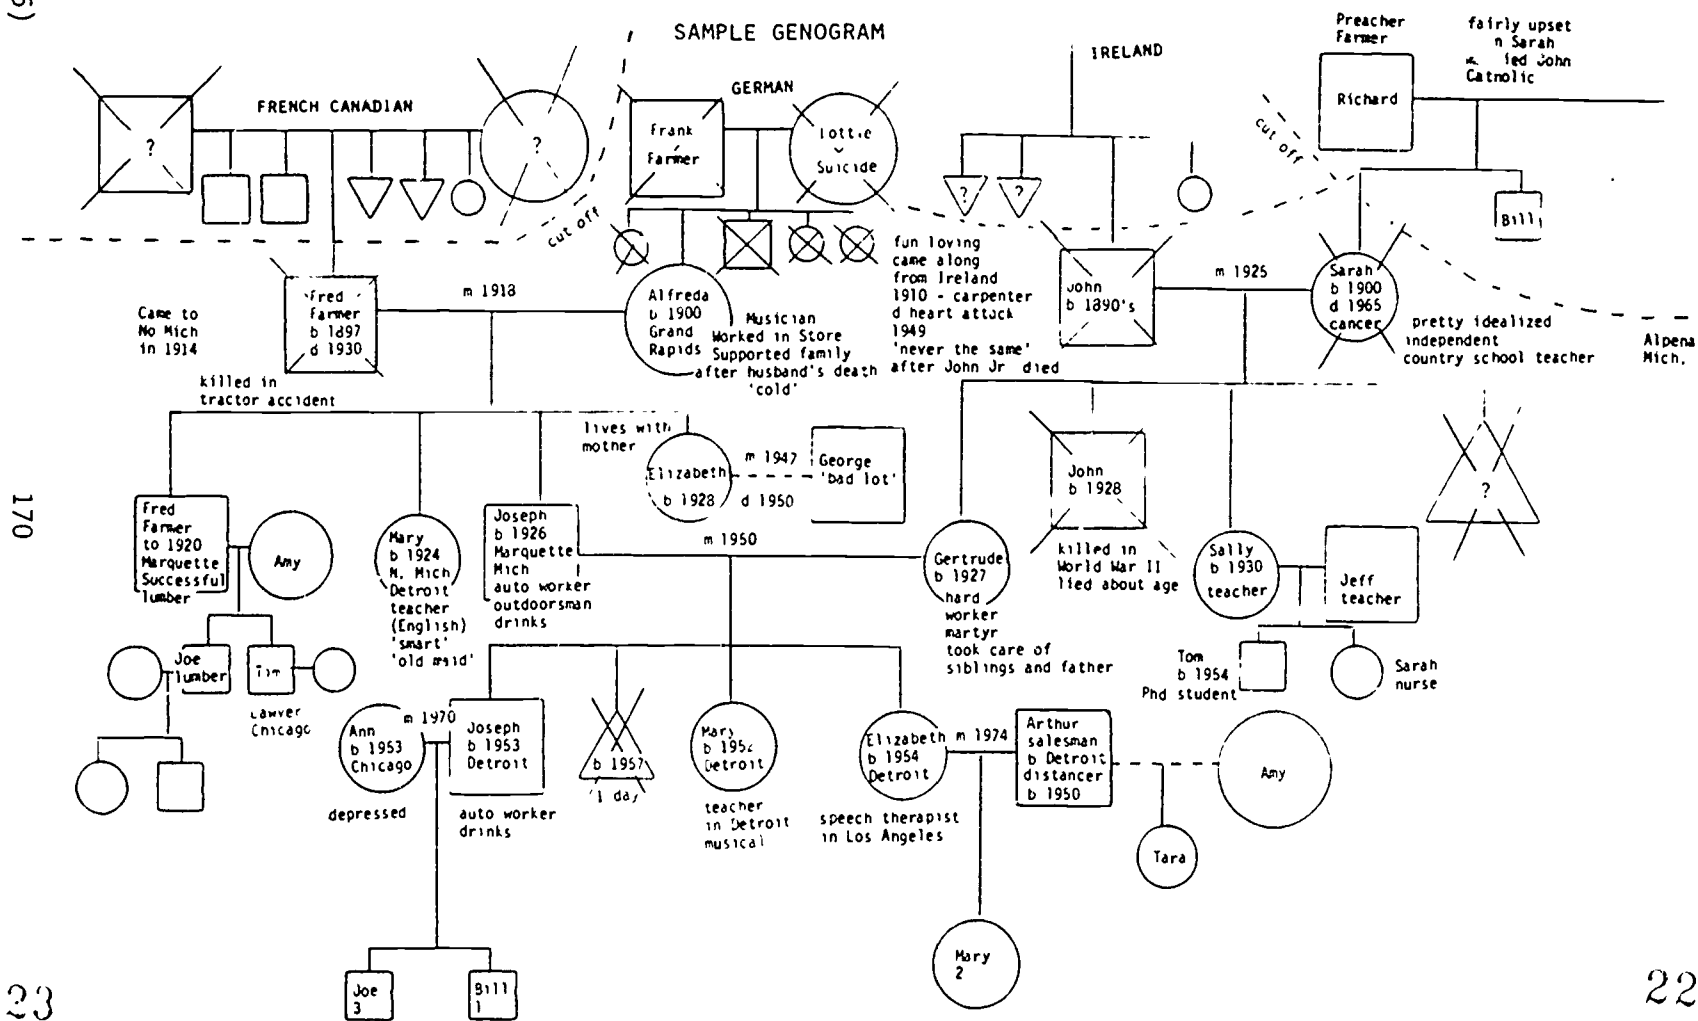 SAMPLE GENOGRAM
FRENCH CANADIAN
?
?
GERMAN
Frank
Farmer
Lottie
Suicide
IRELAND
?
?
Preacher
Farmer
Richard
fairly upset
n Sarah
ied John
Catnolic
cut off
cut off
Bill
Came to
No Mich
in 1914
Fred
Farmer
b 1897
d 1930
killed in
tractor accident
m 1918
Alfreda
b 1900
Grand
Rapids
Musician
Worked in Store
Supported family
after husband's death
'cold'
fun loving
came along
from Ireland
1910 - carpenter
d heart attack
1949
'never the same'
after John Jr died
John
b 1890's
m 1925
Sarah
b 1900
d 1965
cancer
pretty idealized
independent
country school teacher
Alpena
Mich.
lives with
mother
Elizabeth
b 1928
m 1947
d 1950
George
'bad lot'
John
b 1928
killed in
World War II
lied about age
?
170
Fred
Farmer
to 1920
Marquette
Successful
lumber
Amy
Mary
b 1924
N. Mich
Detroit
teacher
(English)
'smart'
'old maid'
Joseph
b 1926
Marquette
Mich
auto worker
outdoorsman
drinks
m 1950
Gertrude
b 1927
hard
worker
martyr
took care of
siblings and father
Sally
b 1930
teacher
Jeff
teacher
Joe
lumber
Tom
Lawyer
Chicago
Tom
b 1954
Phd student
Sarah
nurse
Ann
b 1953
Chicago
depressed
m 1970
Joseph
b 1953
Detroit
auto worker
drinks
b 1957
1 day
Mary
Detroit
teacher
in Detroit
musical
Elizabeth
b 1954
Detroit
speech therapist
in Los Angeles
m 1974
Arthur
salesman
b Detroit
distancer
b 1950
Amy
Tara
Mary
2
Joe
3
Bill
1
23
22